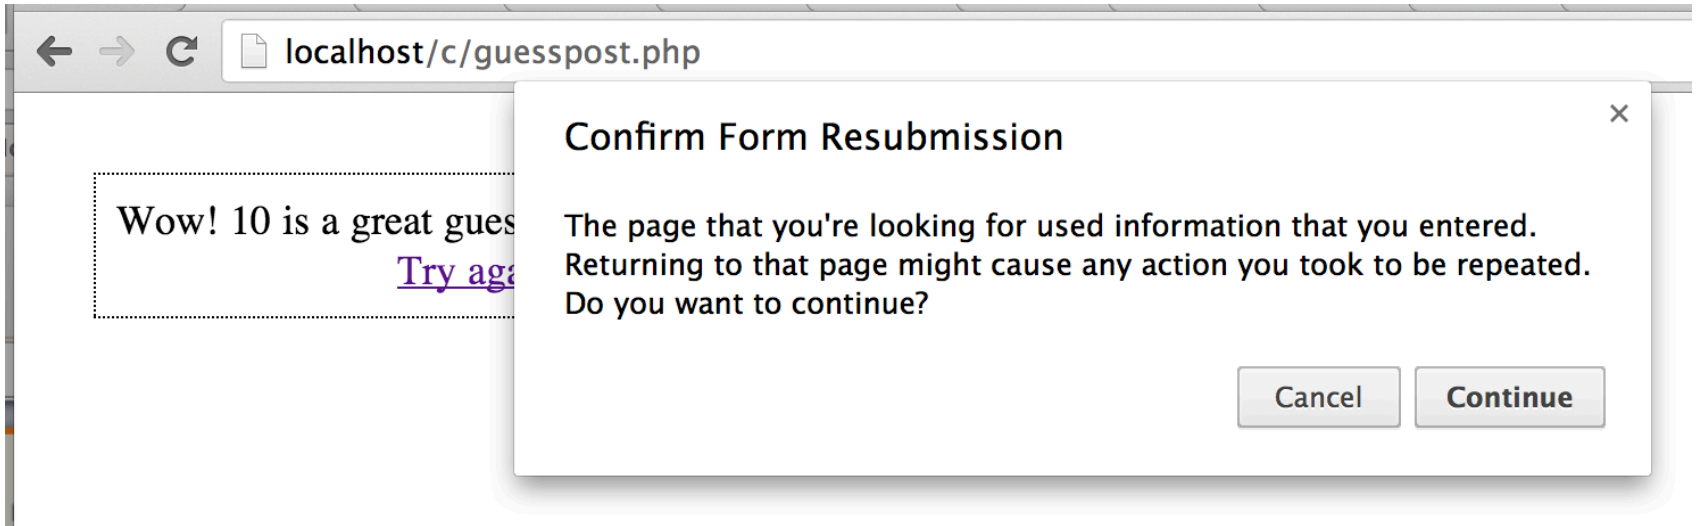 localhost/c/guesspost.php
Confirm Form Resubmission
Wow! 10 is a great
Try
The page that you're looking for used information that you entered.
Returning to that page might cause any action you took to be repeated.
Do you want to continue?
Cancel
Continue